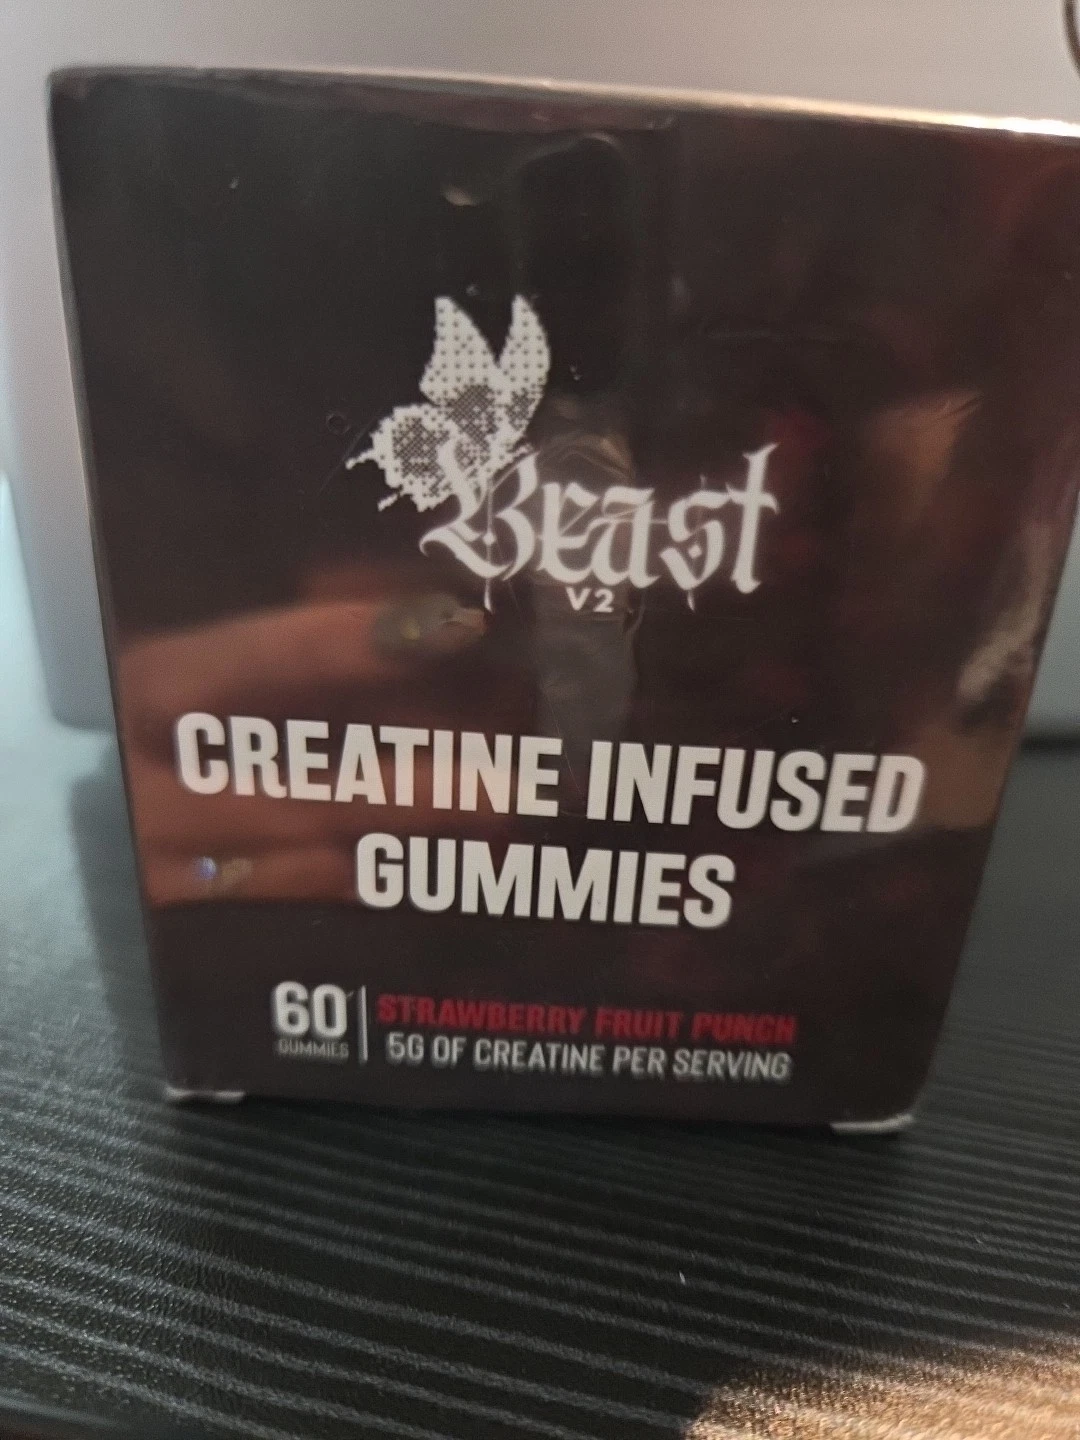 Beast
V2
CREATINE INFUSED
GUMMIES
60
GUMMIES
STRAWBERRY FRUIT PUNCH
5G OF CREATINE PER SERVING